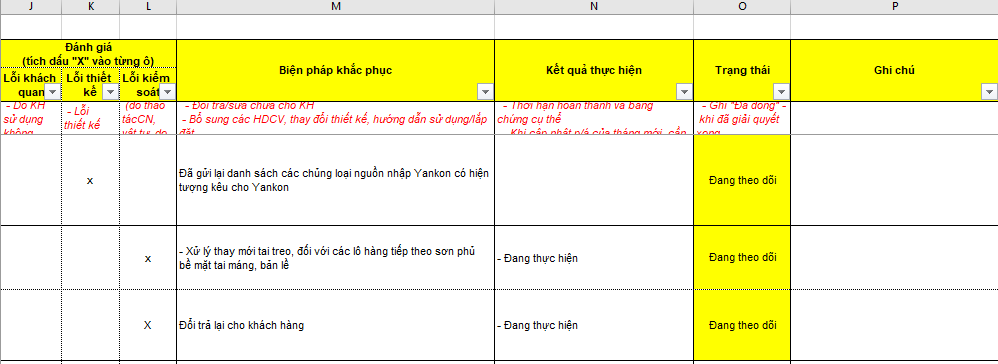 J K L M N O P
Đánh giá
(tích dấu "X" vào từng ô)
Lỗi khách quan
Lỗi thiết kế
Lỗi kiểm soát
Biện pháp khắc phục
Kết quả thực hiện
Trạng thái
Ghi chú
- Do KH
sử dụng
không
- Lỗi
thiết kế
(do thao
tácCN,
vật tư, do
- Đổi trả/sửa chữa cho KH
- Bổ sung các HDCV, thay đổi thiết kế, hướng dẫn sử dụng/lắp
đặt
- Thời hạn hoàn thành và bằng
chứng cụ thể
- Khi cập nhật n/á của tháng mới, cần
- Ghi "Đã đóng" -
khi đã giải quyết
xong
x
Đã gửi lại danh sách các chủng loại nguồn nhập Yankon có hiện
tượng kêu cho Yankon
Đang theo dõi
x
- Xử lý thay mới tai treo, đối với các lô hàng tiếp theo sơn phủ
bề mặt tai máng, bản lề
- Đang thực hiện
Đang theo dõi
X
Đổi trả lại cho khách hàng
- Đang thực hiện
Đang theo dõi